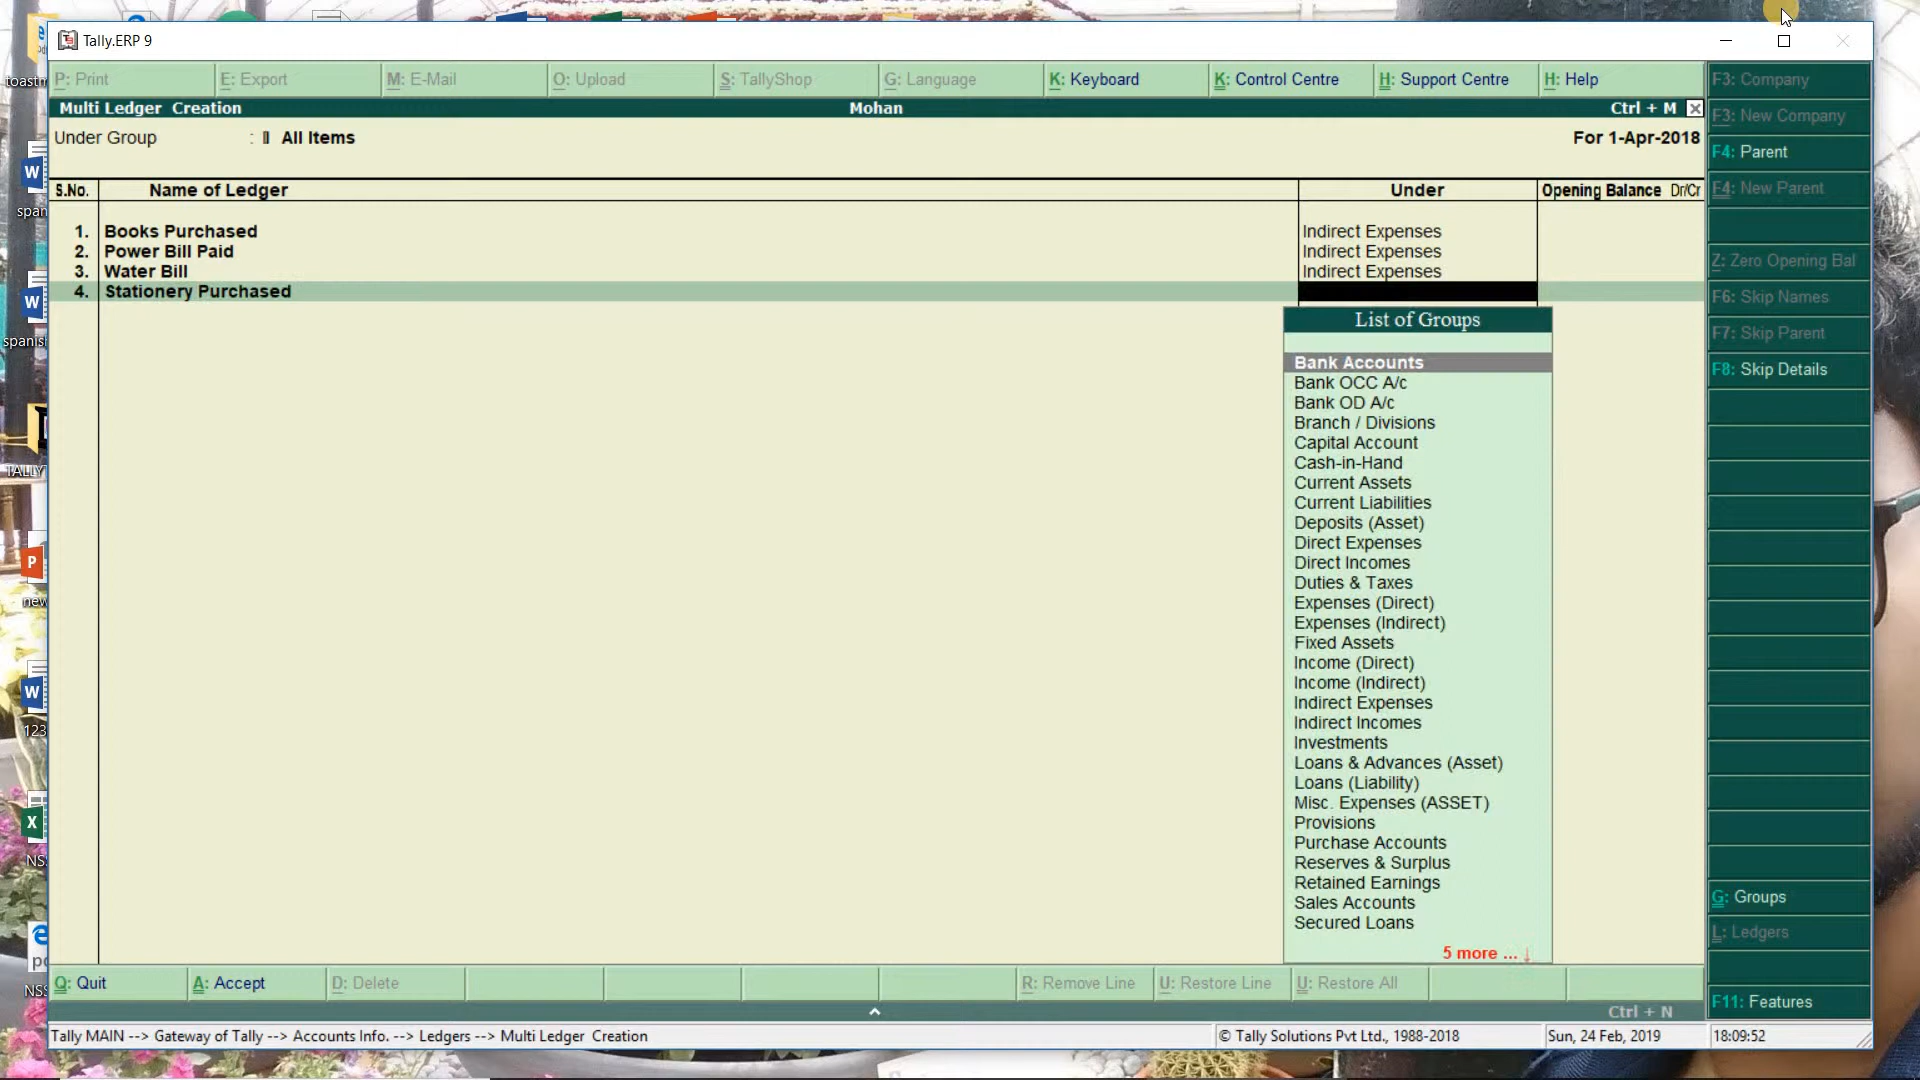 Tally.ERP 9
P: Print E: Export M: E-Mail O: Upload S: TallyShop G: Language K: Keyboard K: Control Centre H: Support Centre H: Help
Multi Ledger Creation Mohan Ctrl + M
Under Group : All Items For 1-Apr-2018
S.No. Name of Ledger Under Opening Balance Dr/Cr
1. Books Purchased Indirect Expenses
2. Power Bill Paid Indirect Expenses
3. Water Bill Indirect Expenses
4. Stationery Purchased
List of Groups
Bank Accounts
Bank OCC A/c
Bank OD A/c
Branch / Divisions
Capital Account
Cash-in-Hand
Current Assets
Current Liabilities
Deposits (Asset)
Direct Expenses
Direct Incomes
Duties & Taxes
Expenses (Direct)
Expenses (Indirect)
Fixed Assets
Income (Direct)
Income (Indirect)
Indirect Expenses
Indirect Incomes
Investments
Loans & Advances (Asset)
Loans (Liability)
Misc. Expenses (ASSET)
Provisions
Purchase Accounts
Reserves & Surplus
Retained Earnings
Sales Accounts
Secured Loans
5 more ... ↓
F3: Company
F3: New Company
F4: Parent
F4: New Parent
Z: Zero Opening Bal
F6: Skip Names
F7: Skip Parent
F8: Skip Details
G: Groups
L: Ledgers
F11: Features
Q: Quit A: Accept D: Delete R: Remove Line U: Restore Line U: Restore All
Ctrl + N
Tally MAIN --> Gateway of Tally --> Accounts Info. --> Ledgers --> Multi Ledger Creation © Tally Solutions Pvt Ltd., 1988-2018 Sun, 24 Feb, 2019 18:09:52